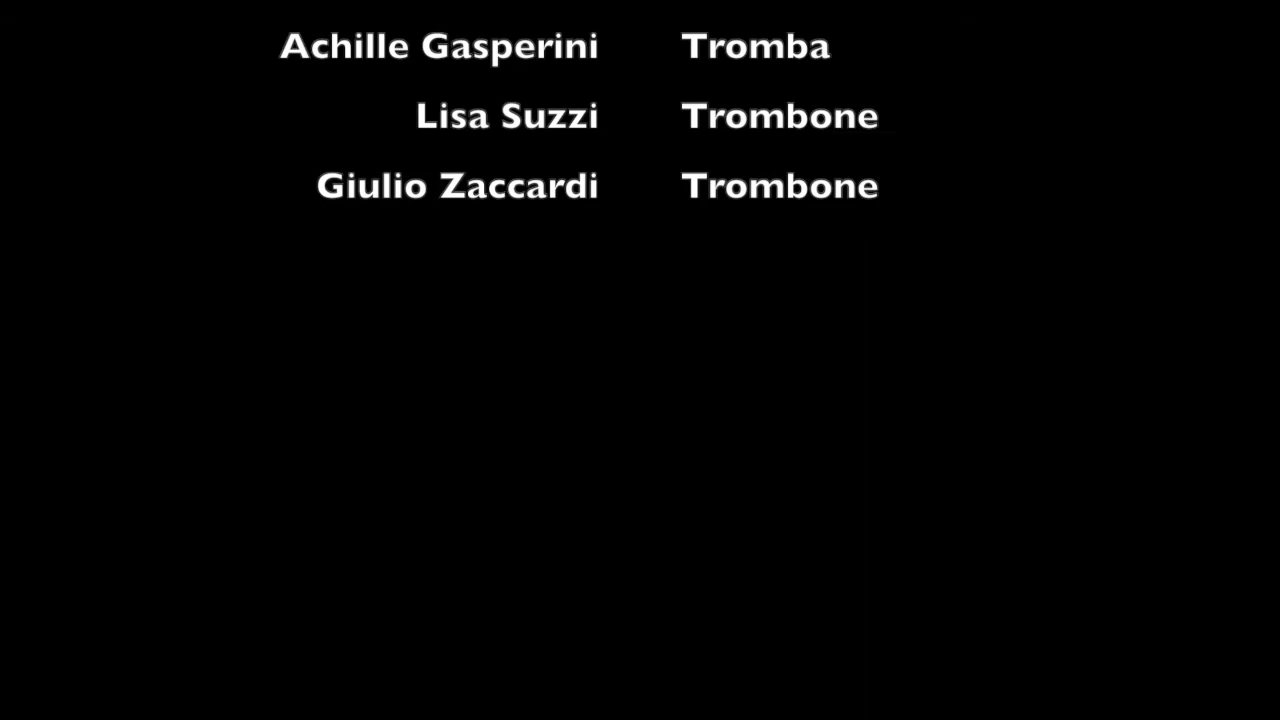 Achille Gasperini Tromba
Lisa Suzzi Trombone
Giulio Zaccardi Trombone